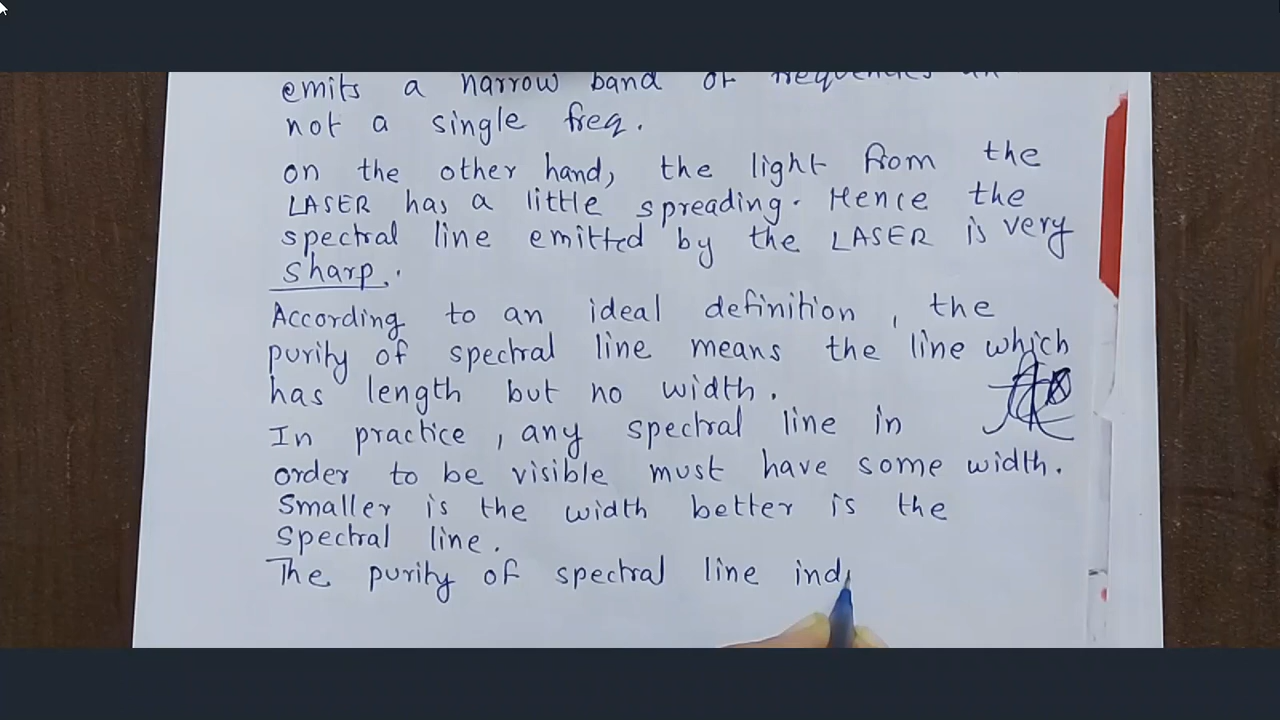 emits a narrow band of frequencies
not a single freq.
on the other hand, the light from the
LASER has a little spreading. Hence the
spectral line emitted by the LASER is very
sharp.
According to an ideal definition, the
purity of spectral line means the line which
has length but no width.
In practice, any spectral line in
order to be visible must have some width.
Smaller is the width better is the
spectral line.
The purity of spectral line ind